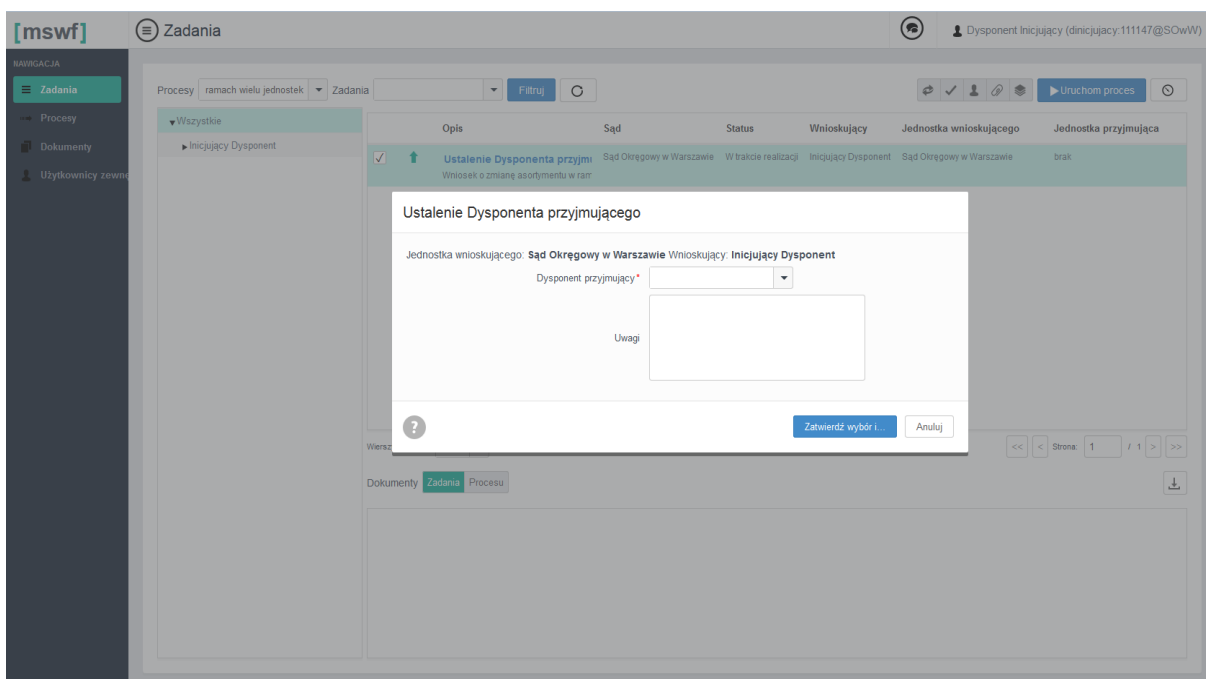 [mswf] Zadania Dysponent Inicjujący (dinicjujacy:111147@SOwW)
NAWIGACJA
Zadania
Procesy
Dokumenty
Użytkownicy zewnę
Procesy ramach wielu jednostek Zadania Filtruj Uruchom proces
Wszystkie
Inicjujący Dysponent
Opis Sąd Status Wnioskujący Jednostka wnioskującego Jednostka przyjmująca
Ustalenie Dysponenta przyjmu Sąd Okręgowy w Warszawie W trakcie realizacji Inicjujący Dysponent Sąd Okręgowy w Warszawie brak
Wniosek o zmianę asortymentu w ram
Ustalenie Dysponenta przyjmującego
Jednostka wnioskującego: Sąd Okręgowy w Warszawie Wnioskujący: Inicjujący Dysponent
Dysponent przyjmujący*
Uwagi
? Zatwierdź wybór i... Anuluj
Wiersz << < Strona: 1 / 1 > >>
Dokumenty Zadania Procesu